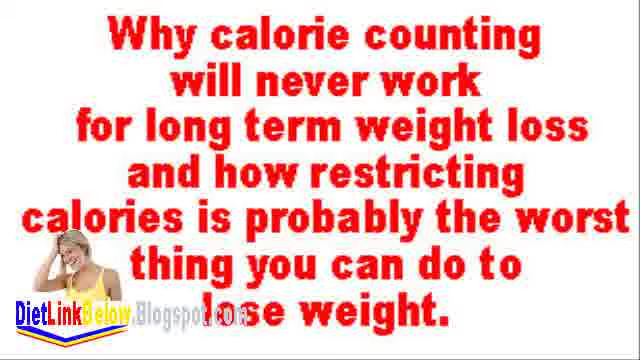 Why calorie counting
will never work
for long term weight loss
and how restricting
calories is probably the worst
thing you can do to
lose weight.
DietLinkBelow.Blogspot.com